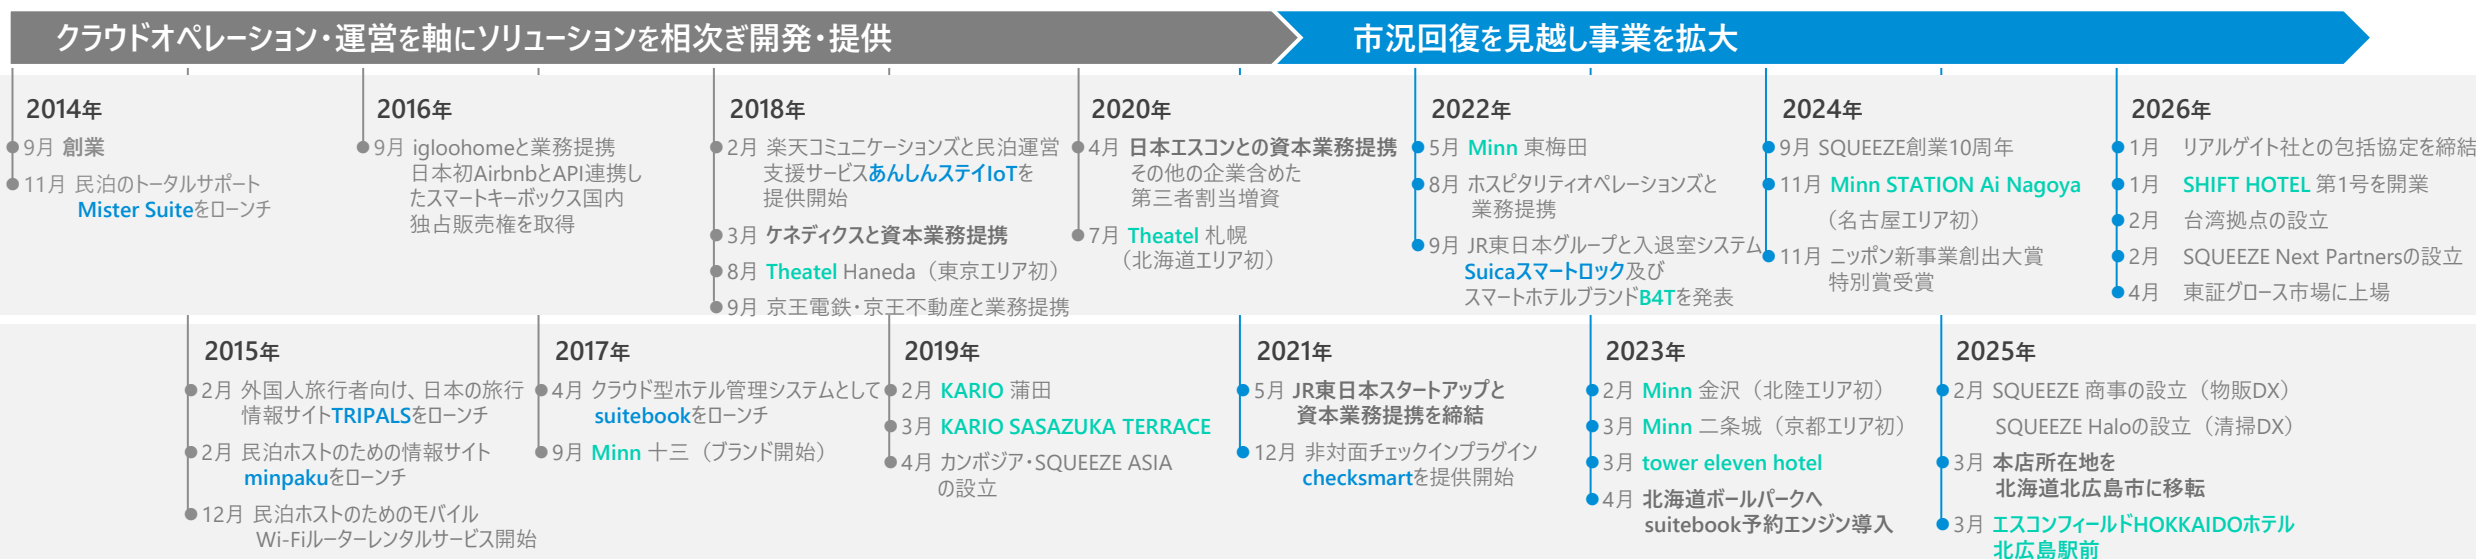 クラウドオペレーション・運営を軸にソリューションを相次ぎ開発・提供
市況回復を見越し事業を拡大
2014年
9月 創業
11月 民泊のトータルサポート
Mister Suiteをローンチ
2016年
9月 igloohomeと業務提携
日本初AirbnbとAPI連携し
たスマートキーボックス国内
独占販売権を取得
2018年
2月 楽天コミュニケーションズと民泊運営
支援サービスあんしんステイIoTを
提供開始
3月 ケネディクスと資本業務提携
8月 Theatel Haneda（東京エリア初）
9月 京王電鉄・京王不動産と業務提携
2020年
4月 日本エスコンとの資本業務提携
その他の企業含めた
第三者割当増資
7月 Theatel 札幌
（北海道エリア初）
2022年
5月 Minn 東梅田
8月 ホスピタリティオペレーションズと
業務提携
9月 JR東日本グループと入退室システム
Suicaスマートロック及び
スマートホテルブランドB4Tを発表
2024年
9月 SQUEEZE創業10周年
11月 Minn STATION Ai Nagoya
（名古屋エリア初）
11月 ニッポン新事業創出大賞
特別賞受賞
2026年
1月 リアルゲイト社との包括協定を締結
1月 SHIFT HOTEL 第1号を開業
2月 台湾拠点の設立
2月 SQUEEZE Next Partnersの設立
4月 東証グロース市場に上場
2015年
2月 外国人旅行者向け、日本の旅行
情報サイトTRIPALSをローンチ
2月 民泊ホストのための情報サイト
minpakuをローンチ
12月 民泊ホストのためのモバイル
Wi-Fiルーターレンタルサービス開始
2017年
4月 クラウド型ホテル管理システムとして
suitebookをローンチ
9月 Minn 十三（ブランド開始）
2019年
2月 KARIO 蒲田
3月 KARIO SASAZUKA TERRACE
4月 カンボジア・SQUEEZE ASIA
の設立
2021年
5月 JR東日本スタートアップと
資本業務提携を締結
12月 非対面チェックインプラグイン
checksmartを提供開始
2023年
2月 Minn 金沢（北陸エリア初）
3月 Minn 二条城（京都エリア初）
3月 tower eleven hotel
4月 北海道ボールパークへ
suitebook予約エンジン導入
2025年
2月 SQUEEZE 商事の設立（物販DX）
SQUEEZE Haloの設立（清掃DX）
3月 本店所在地を
北海道北広島市に移転
3月 エスコンフィールドHOKKAIDOホテル
北広島駅前